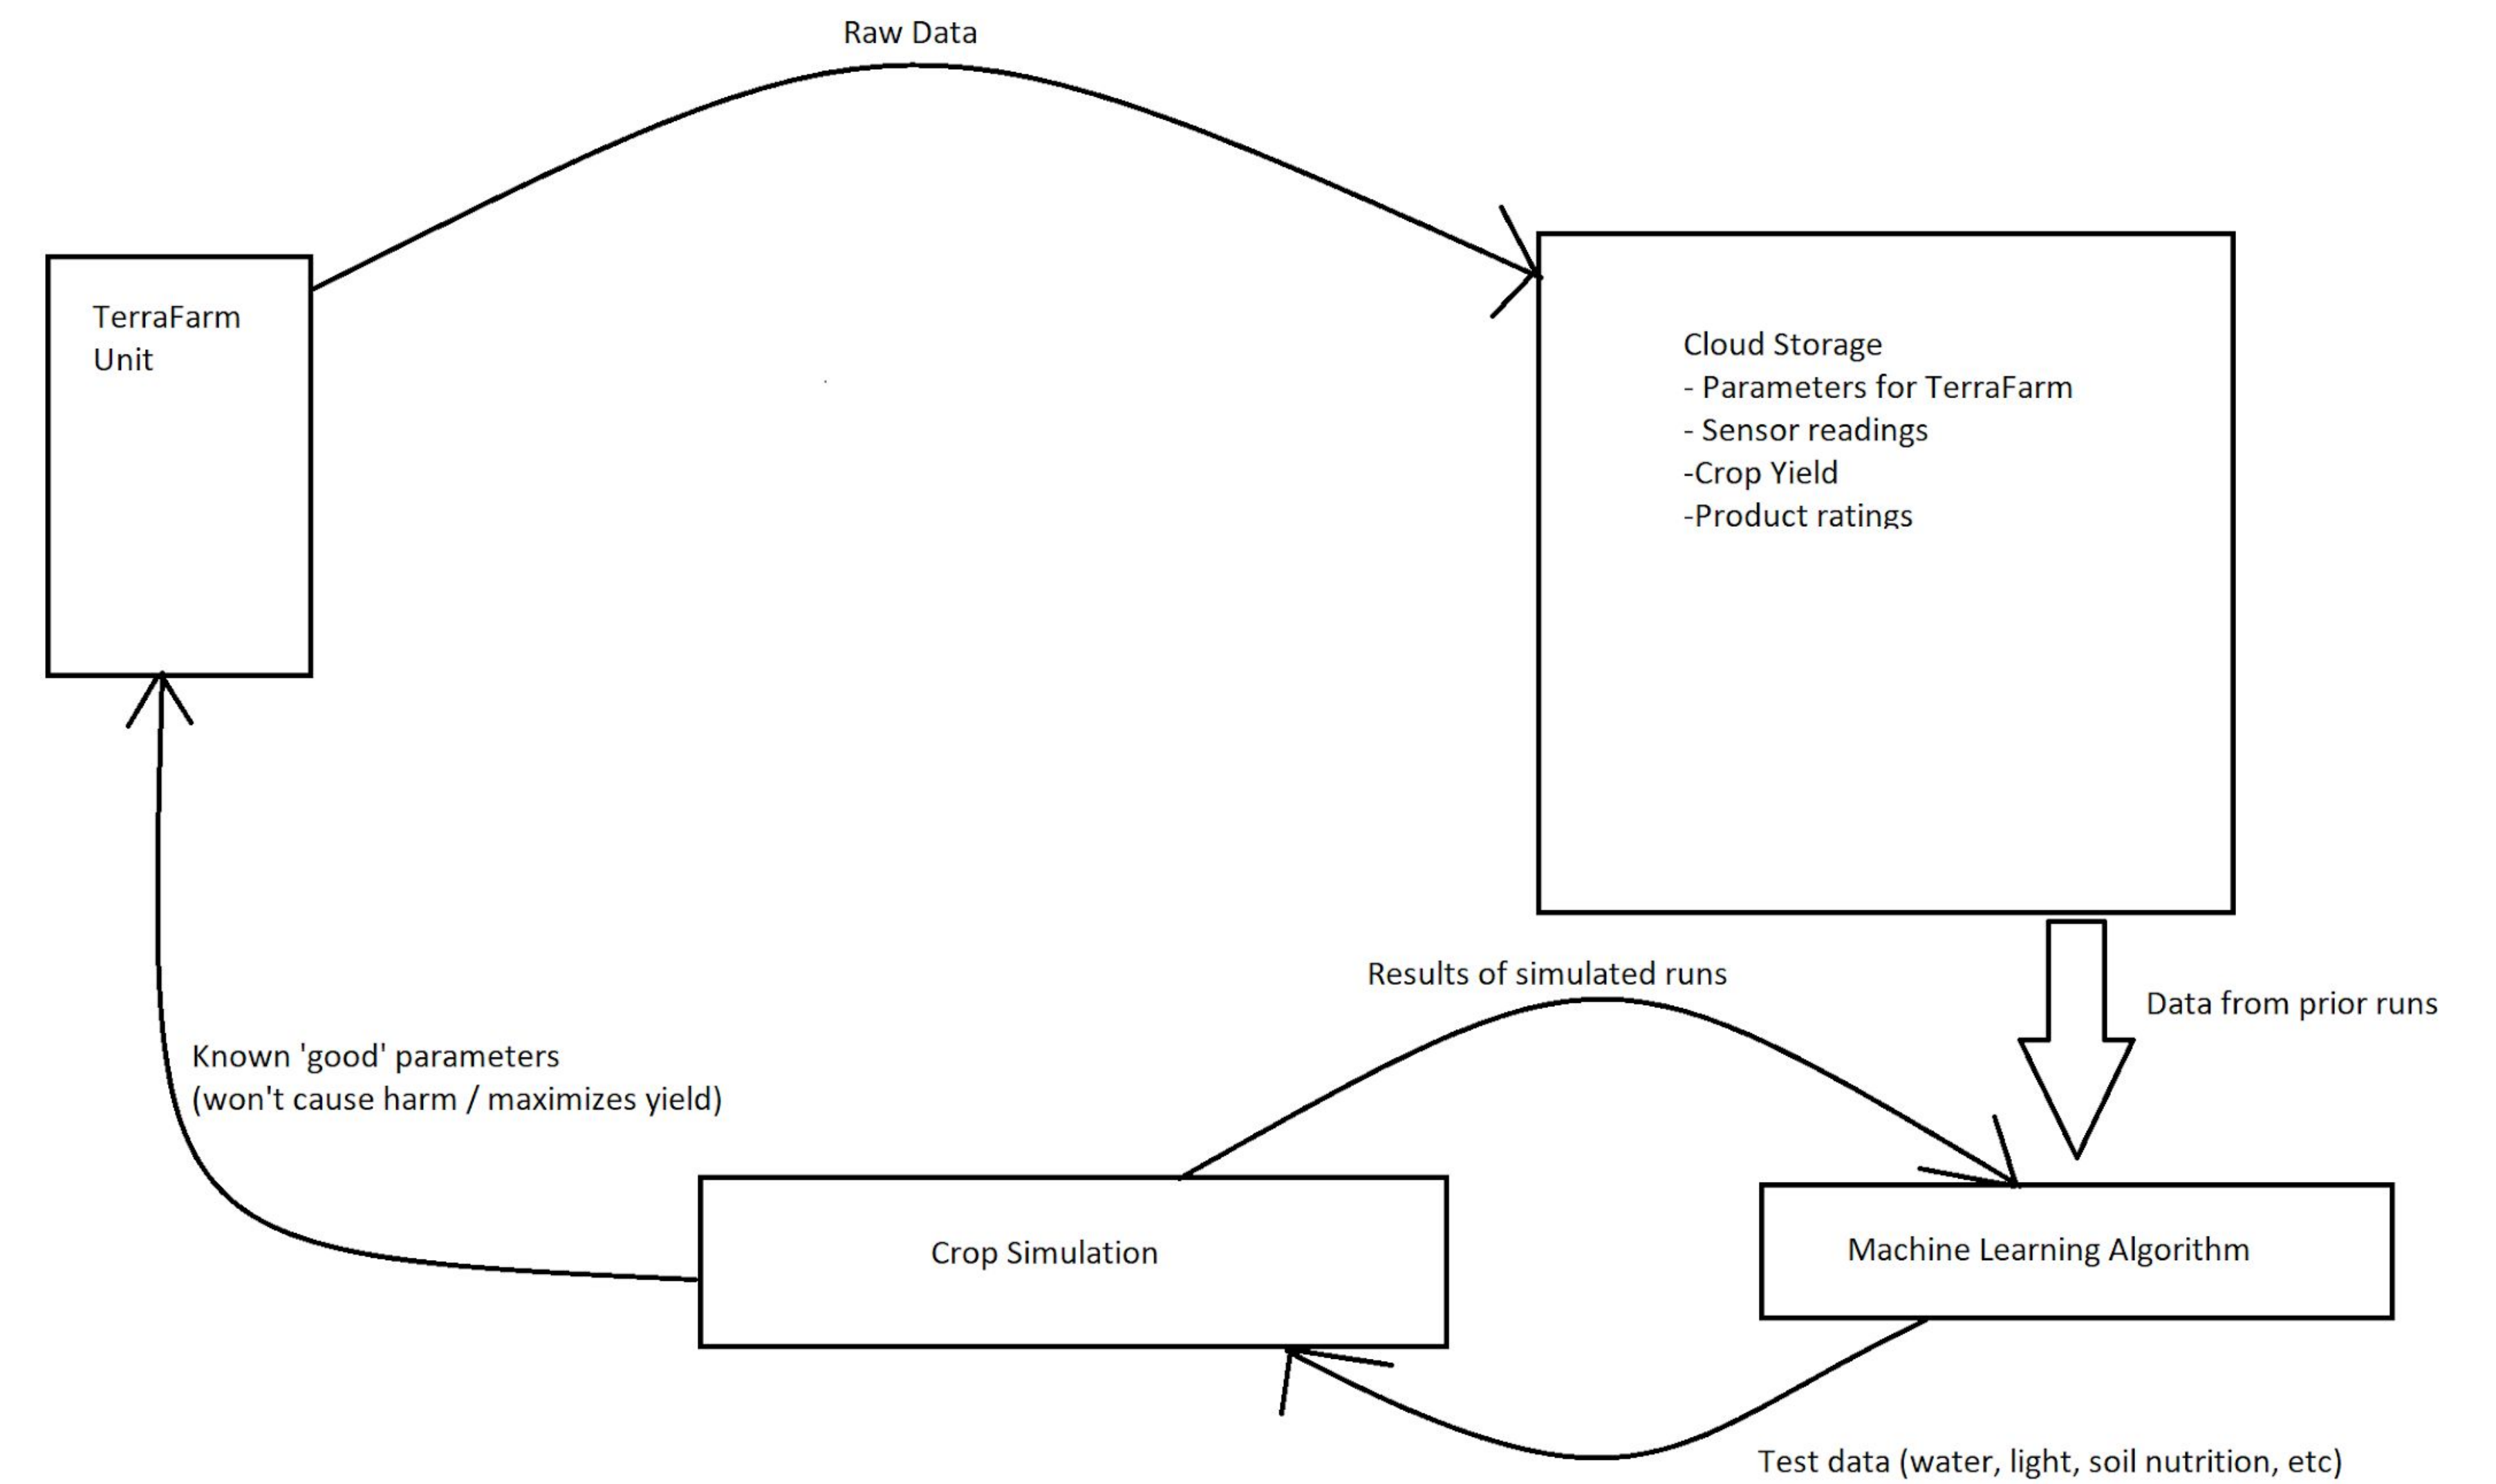 Raw Data
TerraFarm
Unit
Cloud Storage
- Parameters for TerraFarm
- Sensor readings
-Crop Yield
-Product ratings
Results of simulated runs
Data from prior runs
Known 'good' parameters
(won't cause harm / maximizes yield)
Crop Simulation
Machine Learning Algorithm
Test data (water, light, soil nutrition, etc)